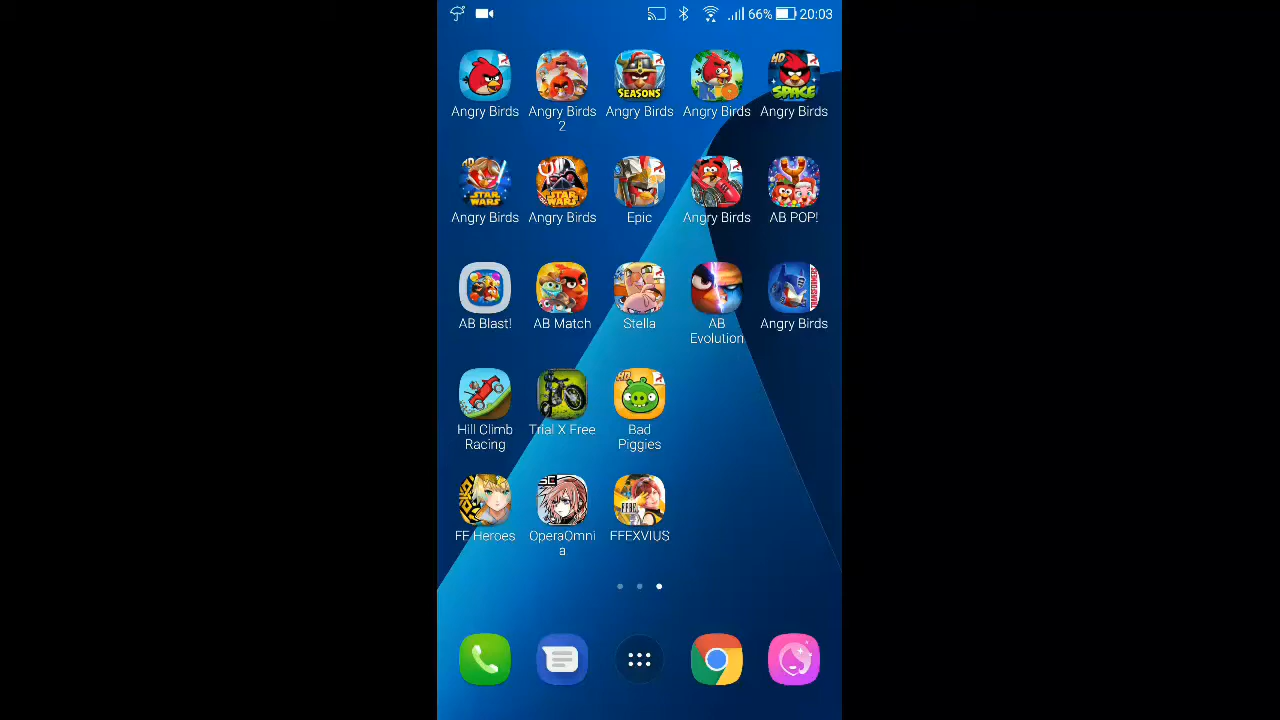 66% 20:03
SEASONS
HD
SPACE
Angry Birds
Angry Birds
2
Angry Birds
Angry Birds
Angry Birds
HD
STAR
WARS
STAR
WARS
Angry Birds
Angry Birds
Epic
Angry Birds
AB POP!
TRANSFORMERS
AB Blast!
AB Match
Stella
AB
Evolution
Angry Birds
HD
Hill Climb
Racing
Trial X Free
Bad
Piggies
FFBE
FF Heroes
OperaOmni
a
FFEXVIUS